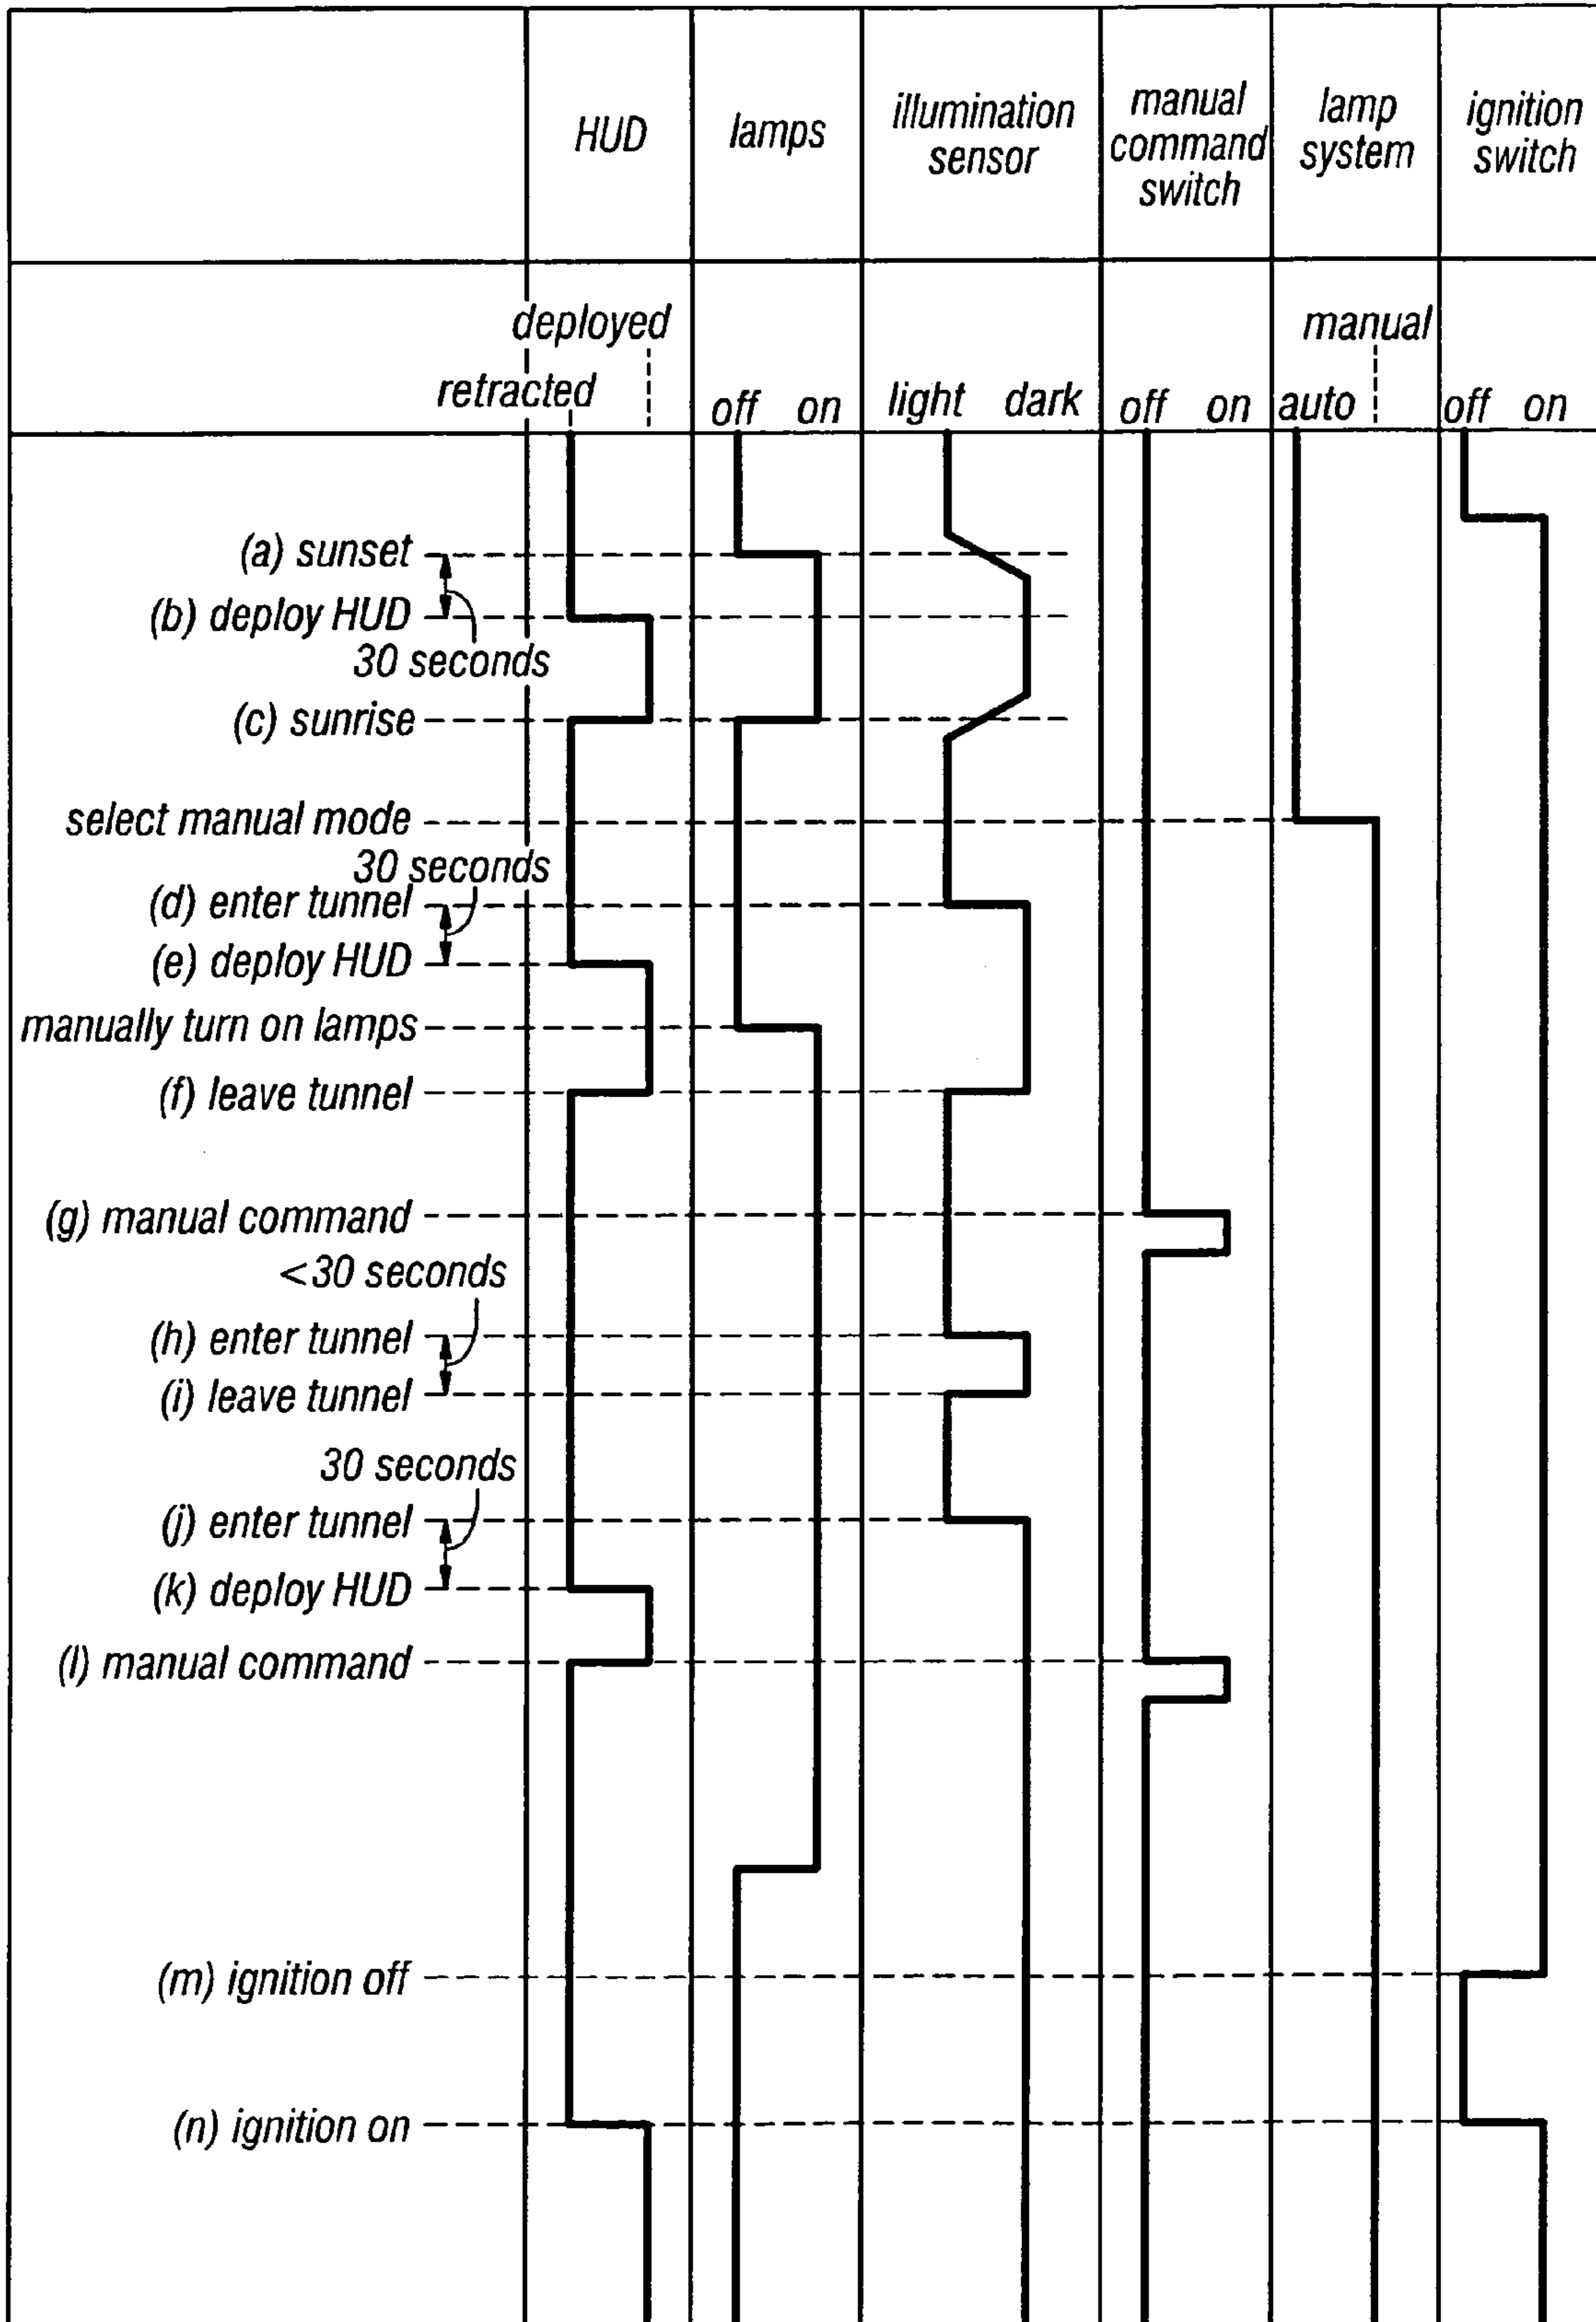 HUD
lamps
illumination
sensor
manual
command
switch
lamp
system
ignition
switch
deployed
retracted
off on
light dark
off on
manual
auto
off on
(a) sunset
(b) deploy HUD
30 seconds
(c) sunrise
select manual mode
30 seconds
(d) enter tunnel
(e) deploy HUD
manually turn on lamps
(f) leave tunnel
(g) manual command
<30 seconds
(h) enter tunnel
(i) leave tunnel
30 seconds
(j) enter tunnel
(k) deploy HUD
(l) manual command
(m) ignition off
(n) ignition on